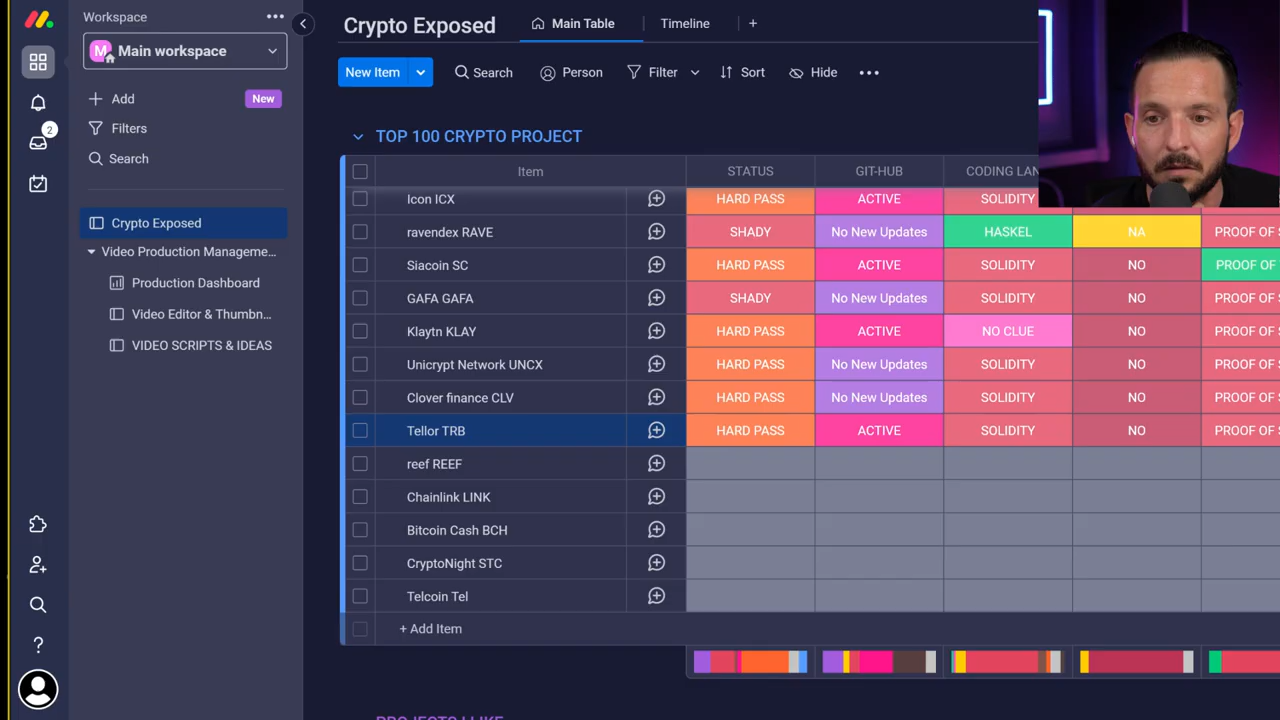 Workspace
Main workspace
M
Add New
Filters
Search
2
Crypto Exposed
Video Production Manageme...
Production Dashboard
Video Editor & Thumbn...
VIDEO SCRIPTS & IDEAS
?
Crypto Exposed Main Table Timeline +
New Item Search Person Filter Sort Hide
TOP 100 CRYPTO PROJECT
Item STATUS GIT-HUB CODING LAN
Icon ICX HARD PASS ACTIVE SOLIDITY
ravendex RAVE SHADY No New Updates HASKEL NA PROOF OF S
Siacoin SC HARD PASS ACTIVE SOLIDITY NO PROOF OF
GAFA GAFA SHADY No New Updates SOLIDITY NO PROOF OF S
Klaytn KLAY HARD PASS ACTIVE NO CLUE NO PROOF OF S
Unicrypt Network UNCX HARD PASS No New Updates SOLIDITY NO PROOF OF S
Clover finance CLV HARD PASS No New Updates SOLIDITY NO PROOF OF S
Tellor TRB HARD PASS ACTIVE SOLIDITY NO PROOF OF S
reef REEF
Chainlink LINK
Bitcoin Cash BCH
CryptoNight STC
Telcoin Tel
+ Add Item
PROJECTS I LIKE